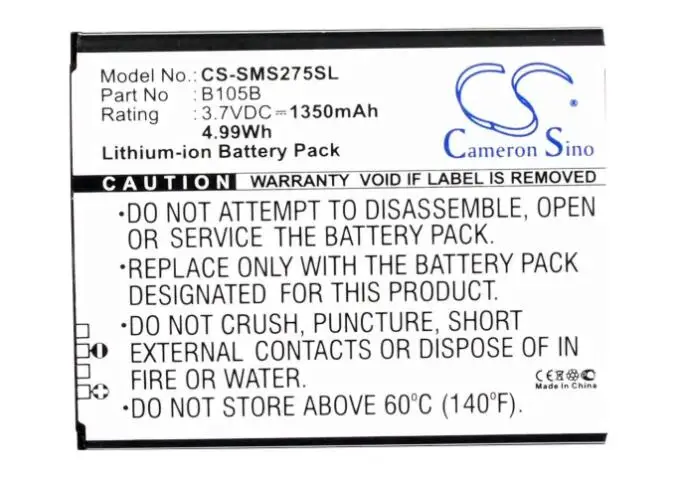 Model No.: CS-SMS275SL
Part No : B105B
Rating : 3.7VDC⎓1350mAh
4.99Wh
Lithium-ion Battery Pack
CS
Cameron Sino
CAUTION WARRANTY VOID IF LABEL IS REMOVED
•DO NOT ATTEMPT TO DISASSEMBLE, OPEN
OR SERVICE THE BATTERY PACK.
•REPLACE ONLY WITH THE BATTERY PACK
DESIGNATED FOR THIS PRODUCT.
•DO NOT CRUSH, PUNCTURE, SHORT
EXTERNAL CONTACTS OR DISPOSE OF IN
FIRE OR WATER.
•DO NOT STORE ABOVE 60°C (140°F).
CE
Made In China